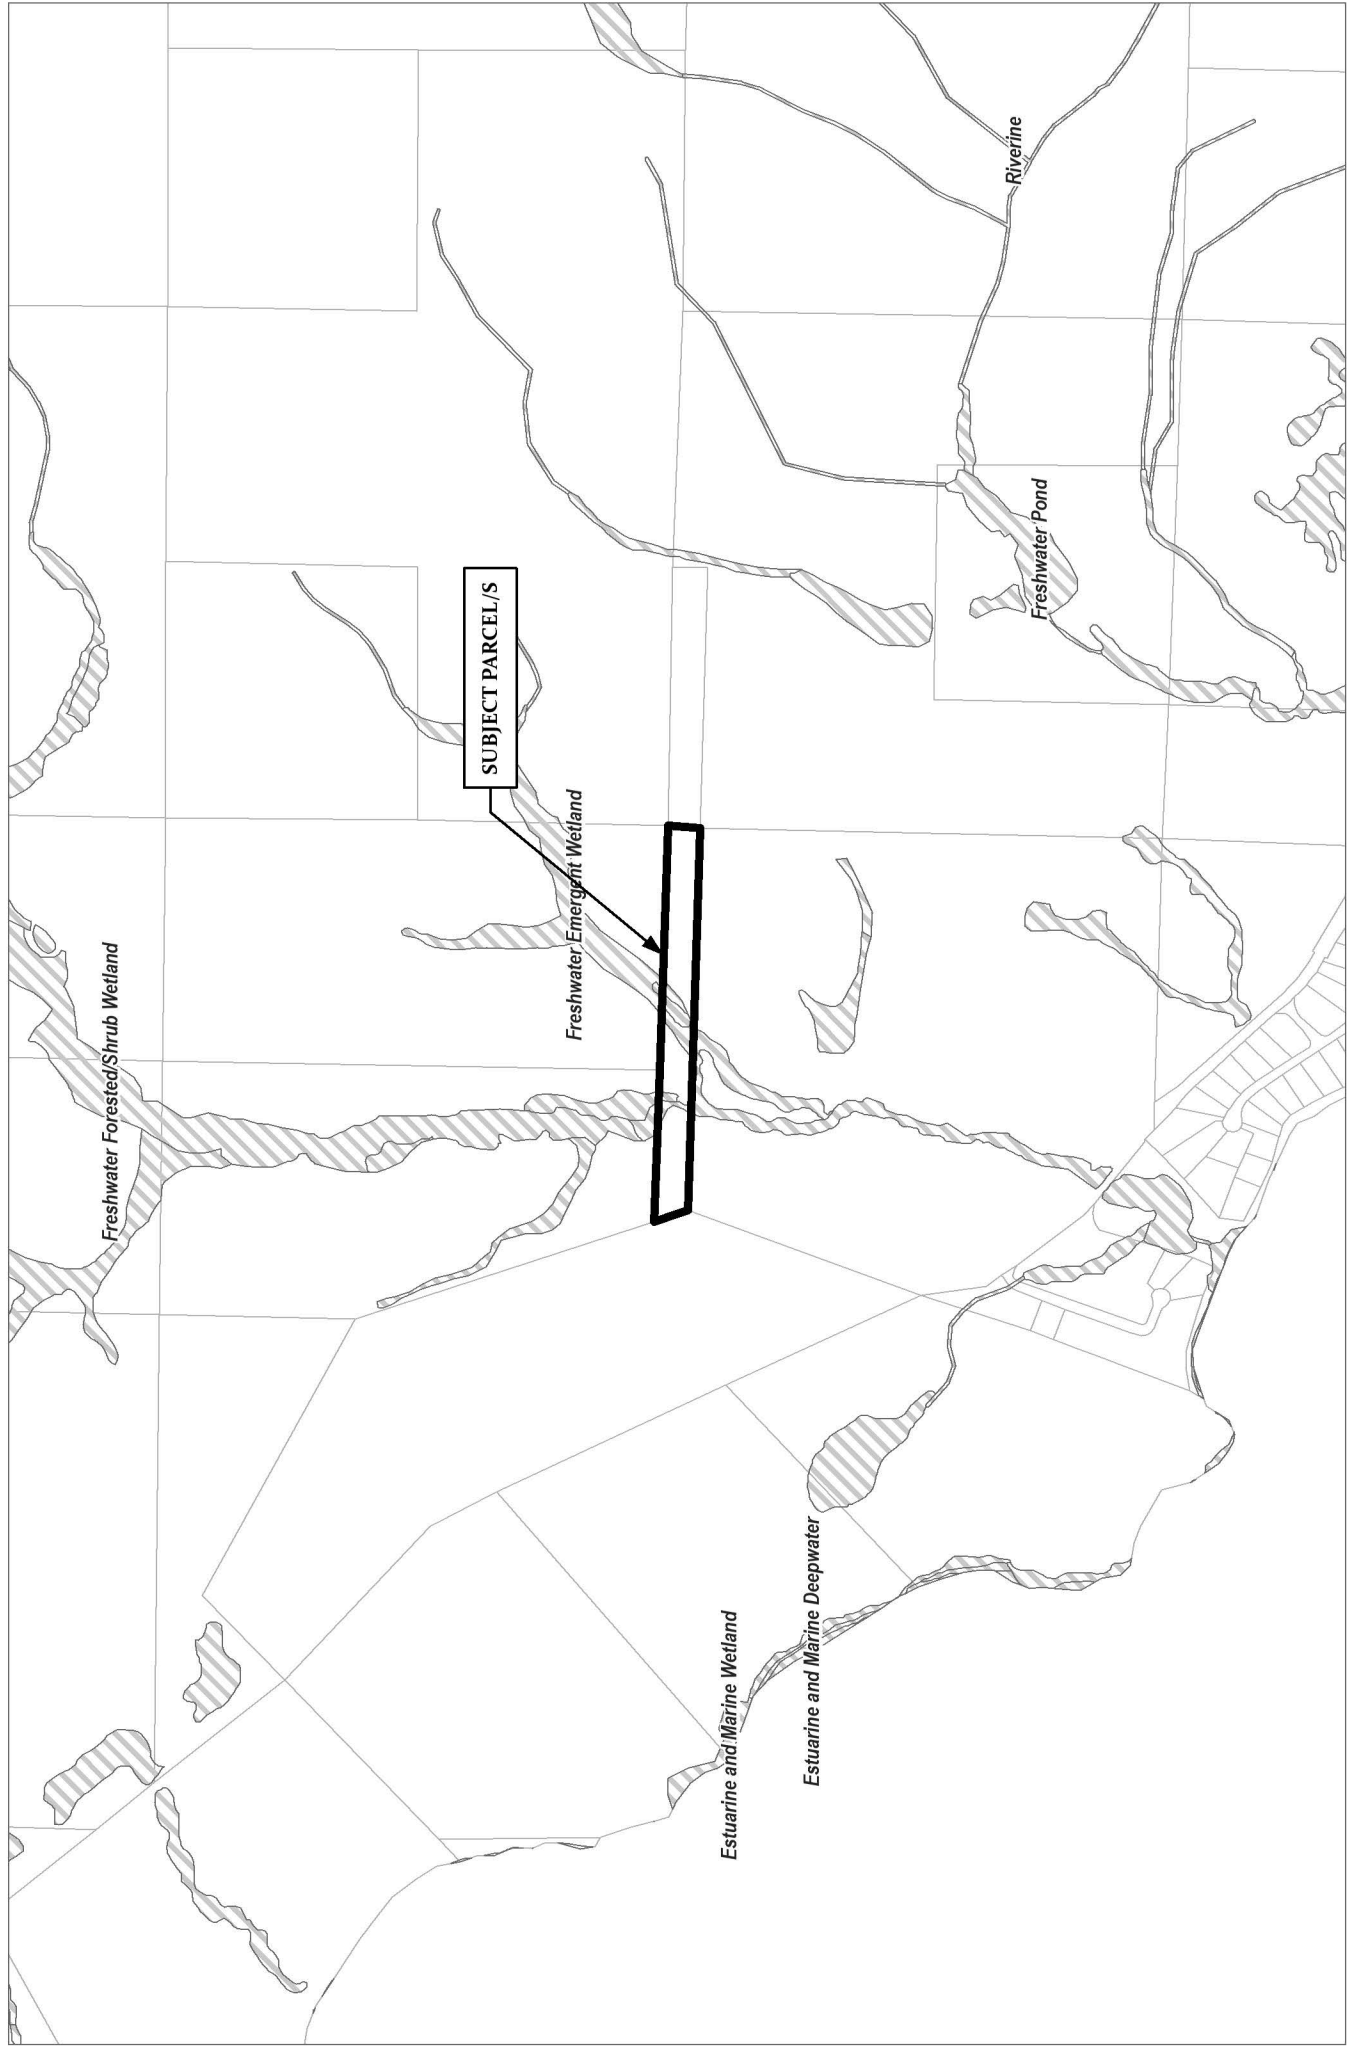 Freshwater Forested/Shrub Wetland
SUBJECT PARCEL/S
Freshwater Emergent Wetland
Riverine
Freshwater Pond
Estuarine and Marine Wetland
Estuarine and Marine Deepwater